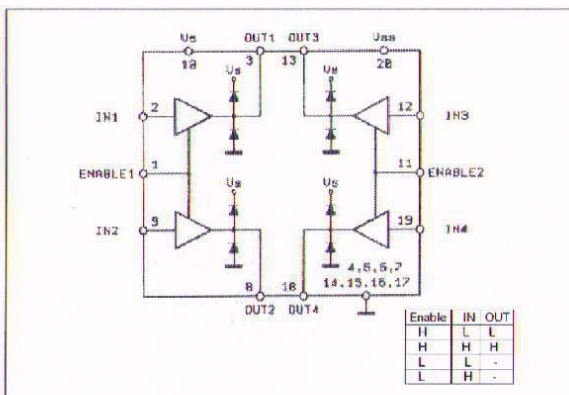 Vs OUT1 OUT3 Vss
10 3 13 20
Vs Vs
IN1 2 12 IN3
ENABLE1 1 11 ENABLE2
Vs Vs
IN2 9 19 IN4
4,5,6,7
14,15,16,17
8 18
OUT2 OUT4
Enable IN OUT
H L L
H H H
L L -
L H -